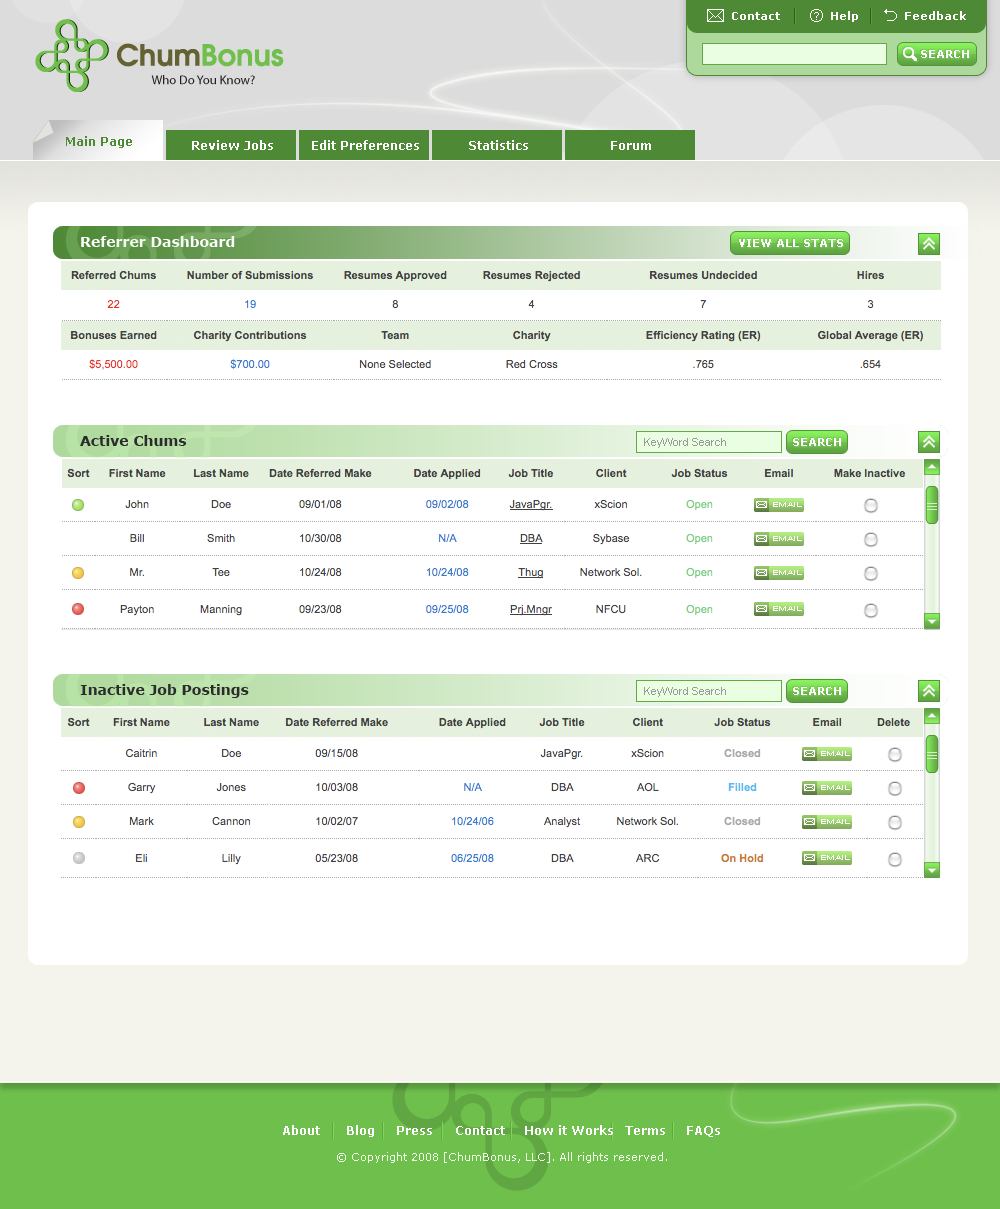 Contact Help Feedback
ChumBonus
Who Do You Know?
SEARCH
Main Page Review Jobs Edit Preferences Statistics Forum
Referrer Dashboard VIEW ALL STATS
Referred Chums Number of Submissions Resumes Approved Resumes Rejected Resumes Undecided Hires
22 19 8 4 7 3
Bonuses Earned Charity Contributions Team Charity Efficiency Rating (ER) Global Average (ER)
$5,500.00 $700.00 None Selected Red Cross .765 .654
Active Chums KeyWord Search SEARCH
Sort First Name Last Name Date Referred Make Date Applied Job Title Client Job Status Email Make Inactive
John Doe 09/01/08 09/02/08 JavaPgr. xScion Open EMAIL
Bill Smith 10/30/08 N/A DBA Sybase Open EMAIL
Mr. Tee 10/24/08 10/24/08 Thug Network Sol. Open EMAIL
Payton Manning 09/23/08 09/25/08 Prj.Mngr NFCU Open EMAIL
Inactive Job Postings KeyWord Search SEARCH
Sort First Name Last Name Date Referred Make Date Applied Job Title Client Job Status Email Delete
Caitrin Doe 09/15/08 JavaPgr. xScion Closed EMAIL
Garry Jones 10/03/08 N/A DBA AOL Filled EMAIL
Mark Cannon 10/02/07 10/24/06 Analyst Network Sol. Closed EMAIL
Eli Lilly 05/23/08 06/25/08 DBA ARC On Hold EMAIL
About Blog Press Contact How it Works Terms FAQs
© Copyright 2008 [ChumBonus, LLC]. All rights reserved.